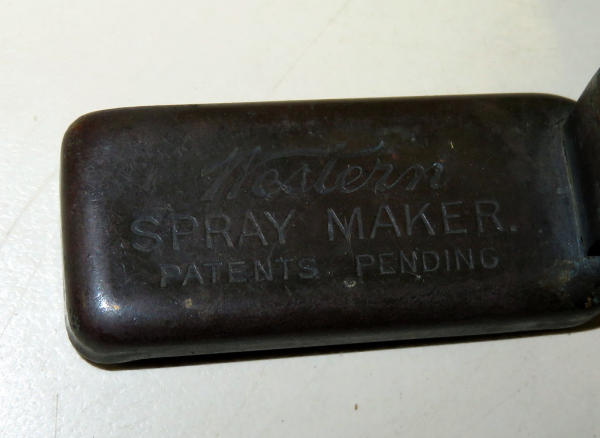 Western
SPRAY MAKER.
PATENTS PENDING